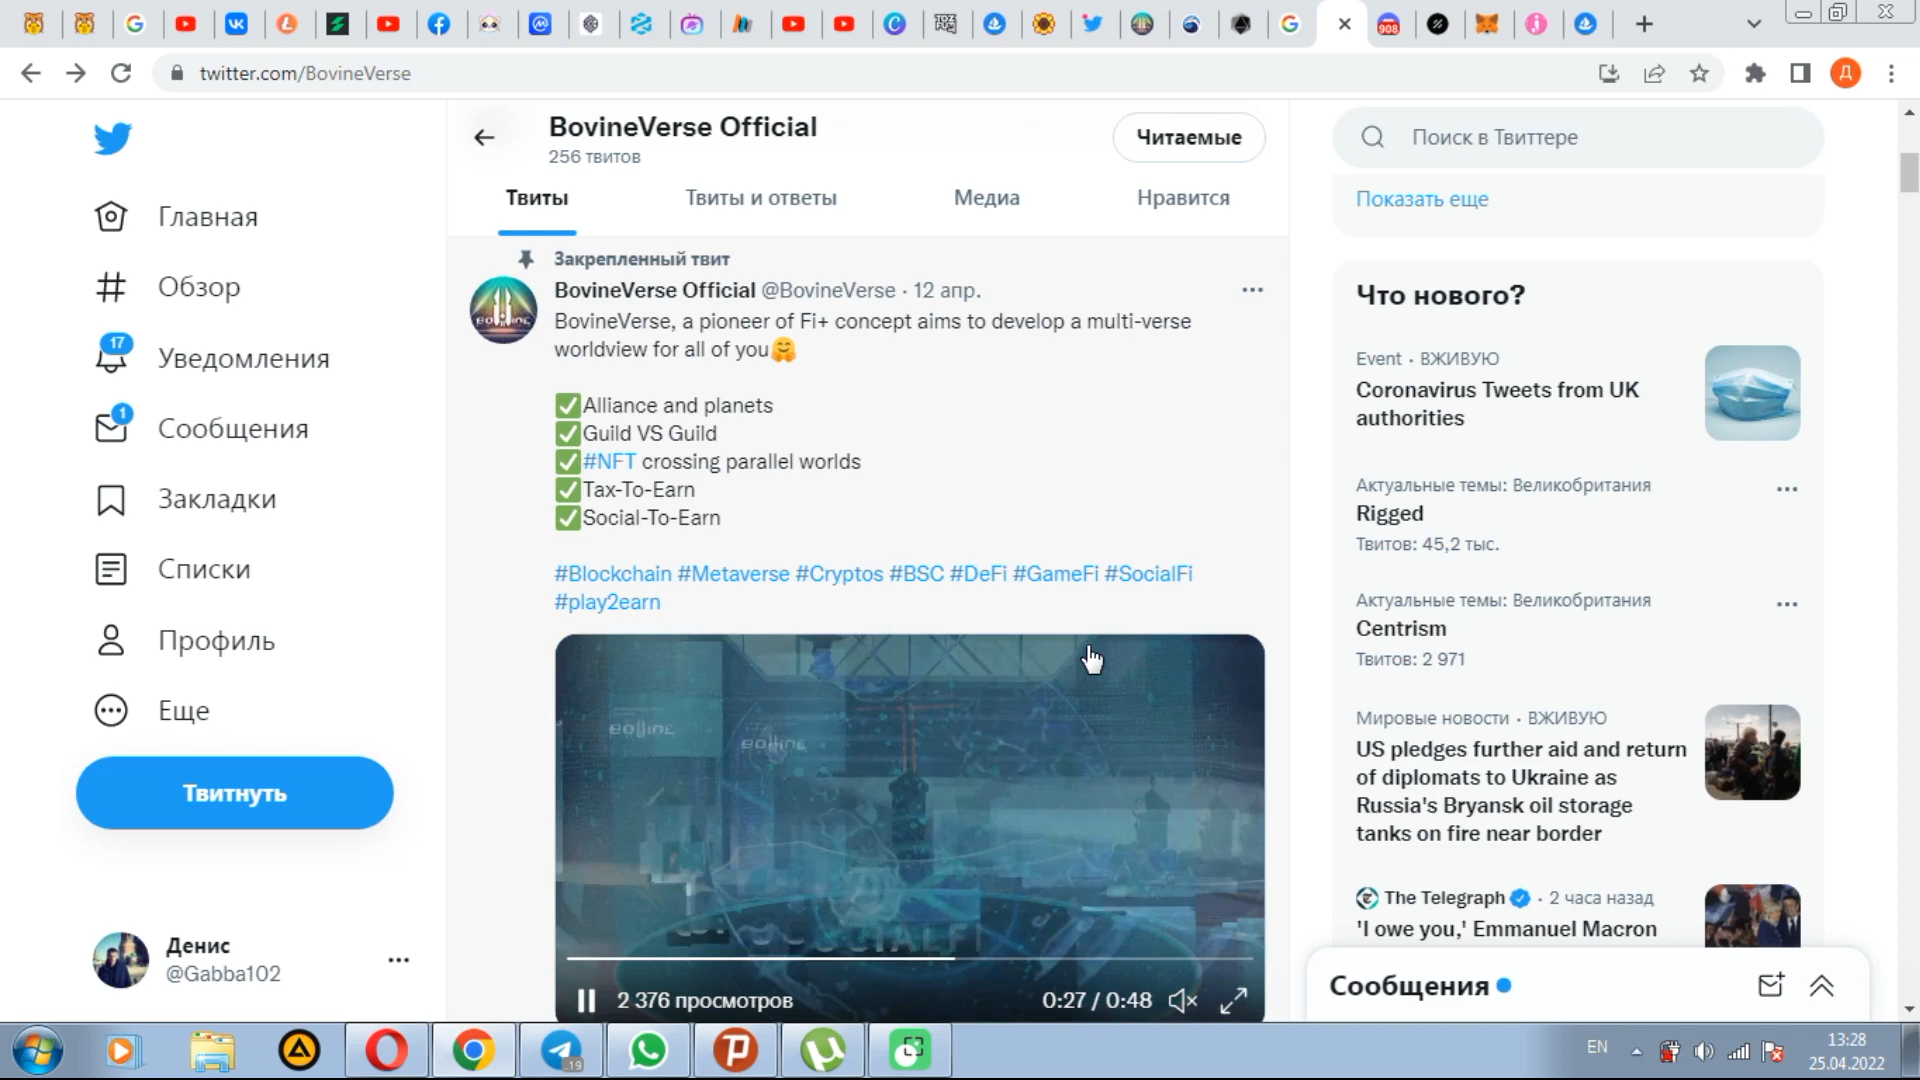 908
twitter.com/BovineVerse
Д
BovineVerse Official
256 твитов
Читаемые
Твиты
Твиты и ответы
Медиа
Нравится
Поиск в Твиттере
Показать еще
Главная
Обзор
17
Уведомления
1
Сообщения
Закладки
Списки
Профиль
Еще
Твитнуть
Денис
@Gabba102
Закрепленный твит
BovineVerse Official @BovineVerse · 12 апр.
BovineVerse, a pioneer of Fi+ concept aims to develop a multi-verse
worldview for all of you🤗
✅Alliance and planets
✅Guild VS Guild
✅#NFT crossing parallel worlds
✅Tax-To-Earn
✅Social-To-Earn
#Blockchain #Metaverse #Cryptos #BSC #DeFi #GameFi #SocialFi
#play2earn
2 376 просмотров
0:27 / 0:48
Что нового?
Event · ВЖИВУЮ
Coronavirus Tweets from UK
authorities
Актуальные темы: Великобритания
Rigged
Твитов: 45,2 тыс.
Актуальные темы: Великобритания
Centrism
Твитов: 2 971
Мировые новости · ВЖИВУЮ
US pledges further aid and return
of diplomats to Ukraine as
Russia's Bryansk oil storage
tanks on fire near border
The Telegraph · 2 часа назад
'I owe you,' Emmanuel Macron
Сообщения
19
EN
13:28
25.04.2022